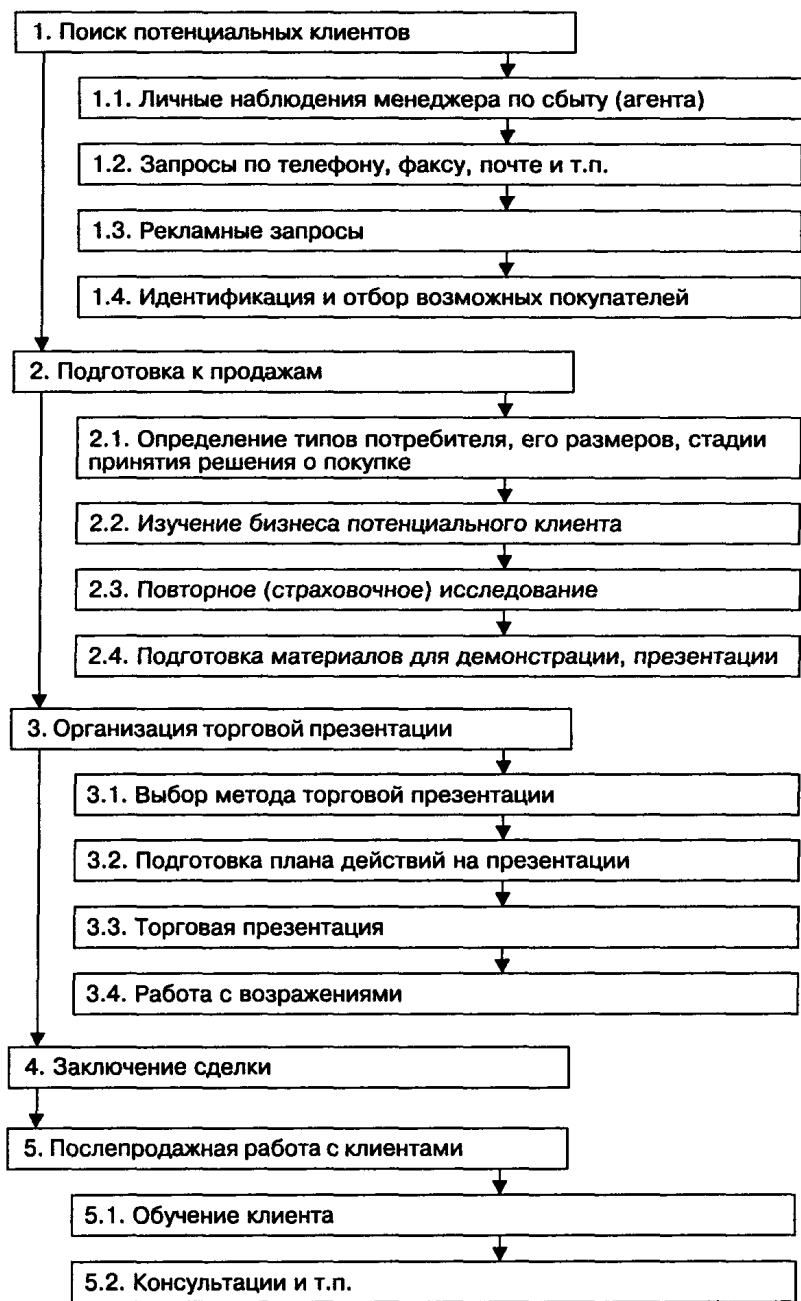 1. Поиск потенциальных клиентов
1.1. Личные наблюдения менеджера по сбыту (агента)
1.2. Запросы по телефону, факсу, почте и т.п.
1.3. Рекламные запросы
1.4. Идентификация и отбор возможных покупателей
2. Подготовка к продажам
2.1. Определение типов потребителя, его размеров, стадии
принятия решения о покупке
2.2. Изучение бизнеса потенциального клиента
2.3. Повторное (страховочное) исследование
2.4. Подготовка материалов для демонстрации, презентации
3. Организация торговой презентации
3.1. Выбор метода торговой презентации
3.2. Подготовка плана действий на презентации
3.3. Торговая презентация
3.4. Работа с возражениями
4. Заключение сделки
5. Послепродажная работа с клиентами
5.1. Обучение клиента
5.2. Консультации и т.п.